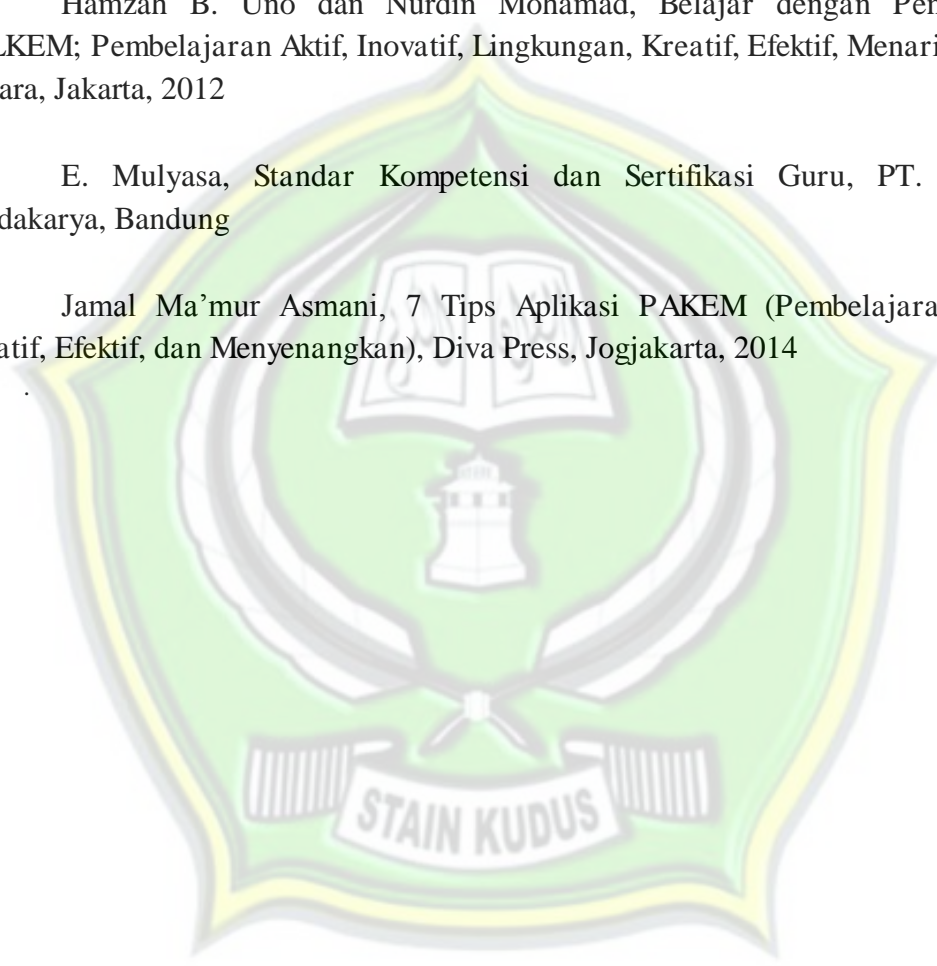 Hamzah B. Uno dan Nurdin Mohamad, Belajar dengan Pen
LKEM; Pembelajaran Aktif, Inovatif, Lingkungan, Kreatif, Efektif, Menari
ara, Jakarta, 2012
E. Mulyasa, Standar Kompetensi dan Sertifikasi Guru, PT.
dakarya, Bandung
Jamal Ma’mur Asmani, 7 Tips Aplikasi PAKEM (Pembelajara
atif, Efektif, dan Menyenangkan), Diva Press, Jogjakarta, 2014
.
STAIN KUDUS